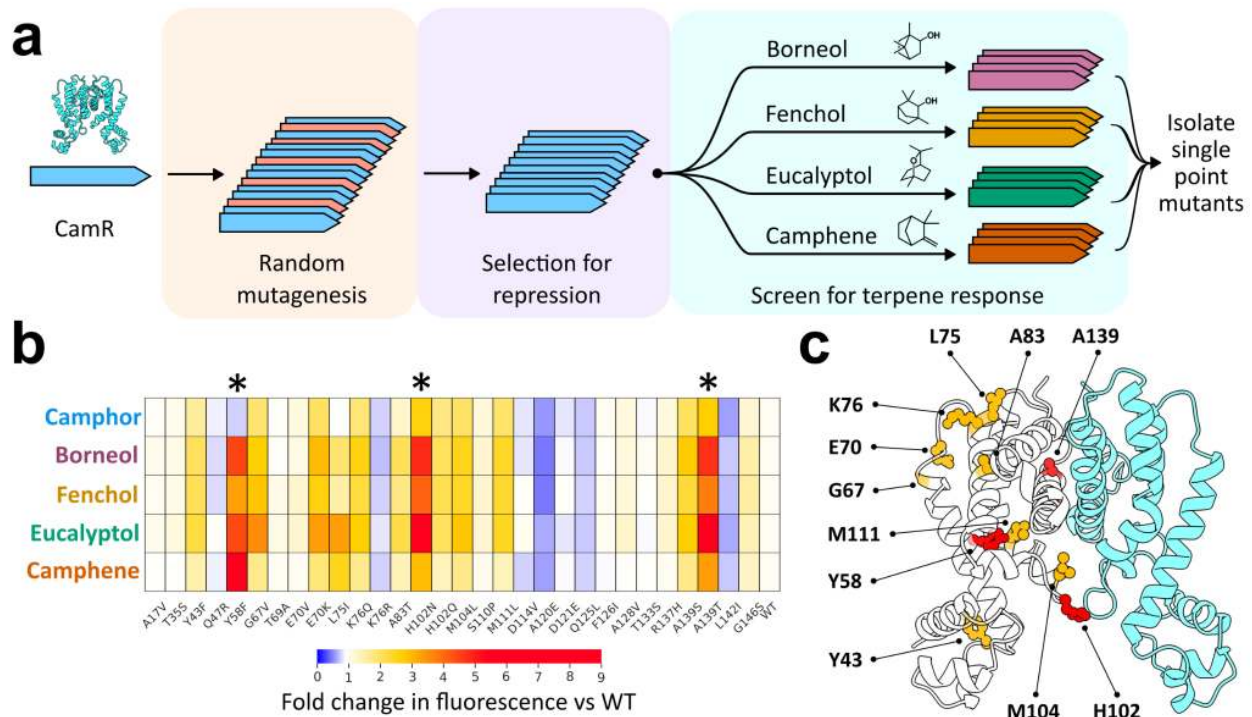 a
CamR
Random
mutagenesis
Selection for
repression
Borneol
OH
Fenchol
OH
Eucalyptol
O
Camphene
Screen for terpene response
Isolate
single
point
mutants
b
* * *
Camphor
Borneol
Fenchol
Eucalyptol
Camphene
A17V T35S Y43F Q47R Y58F G67V T69A E70V E70K L75I K76Q K76R A83T H102N H102Q M104L S110P M111L D114V A120E D121E Q125L F126I A128V T133S R137H A139S A139T L142I G146S WT
0 1 2 3 4 5 6 7 8 9
Fold change in fluorescence vs WT
c
L75 A83 A139
K76
E70
G67
M111
Y58
Y43
M104 H102